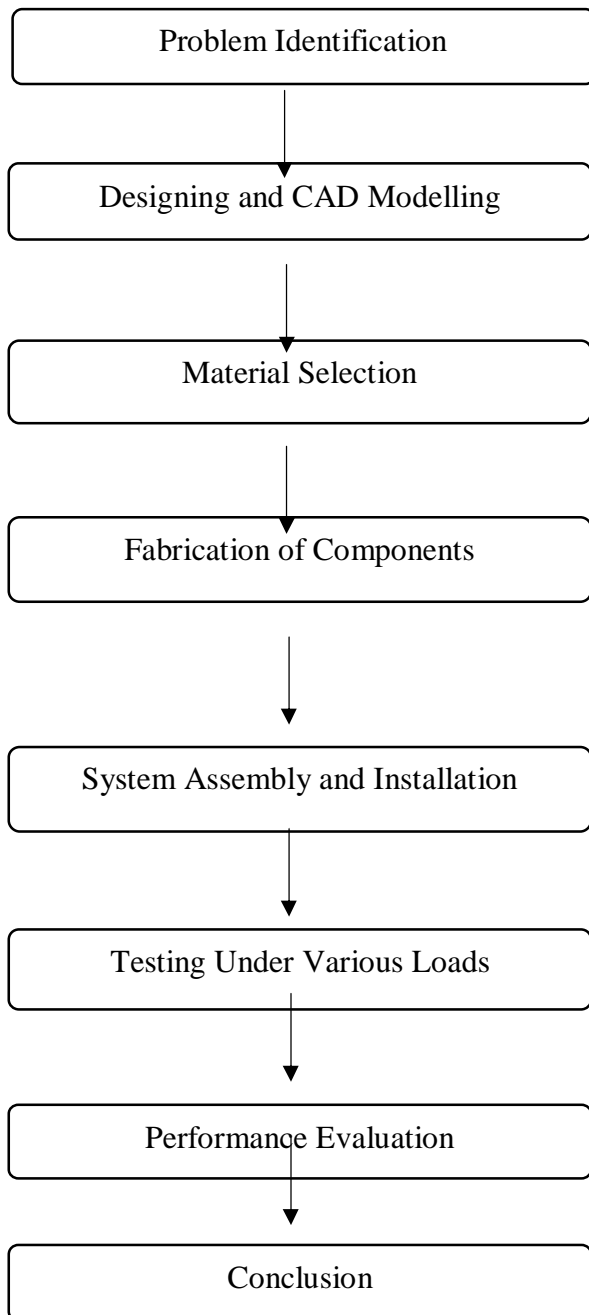 Problem Identification
Designing and CAD Modelling
Material Selection
Fabrication of Components
System Assembly and Installation
Testing Under Various Loads
Performance Evaluation
Conclusion